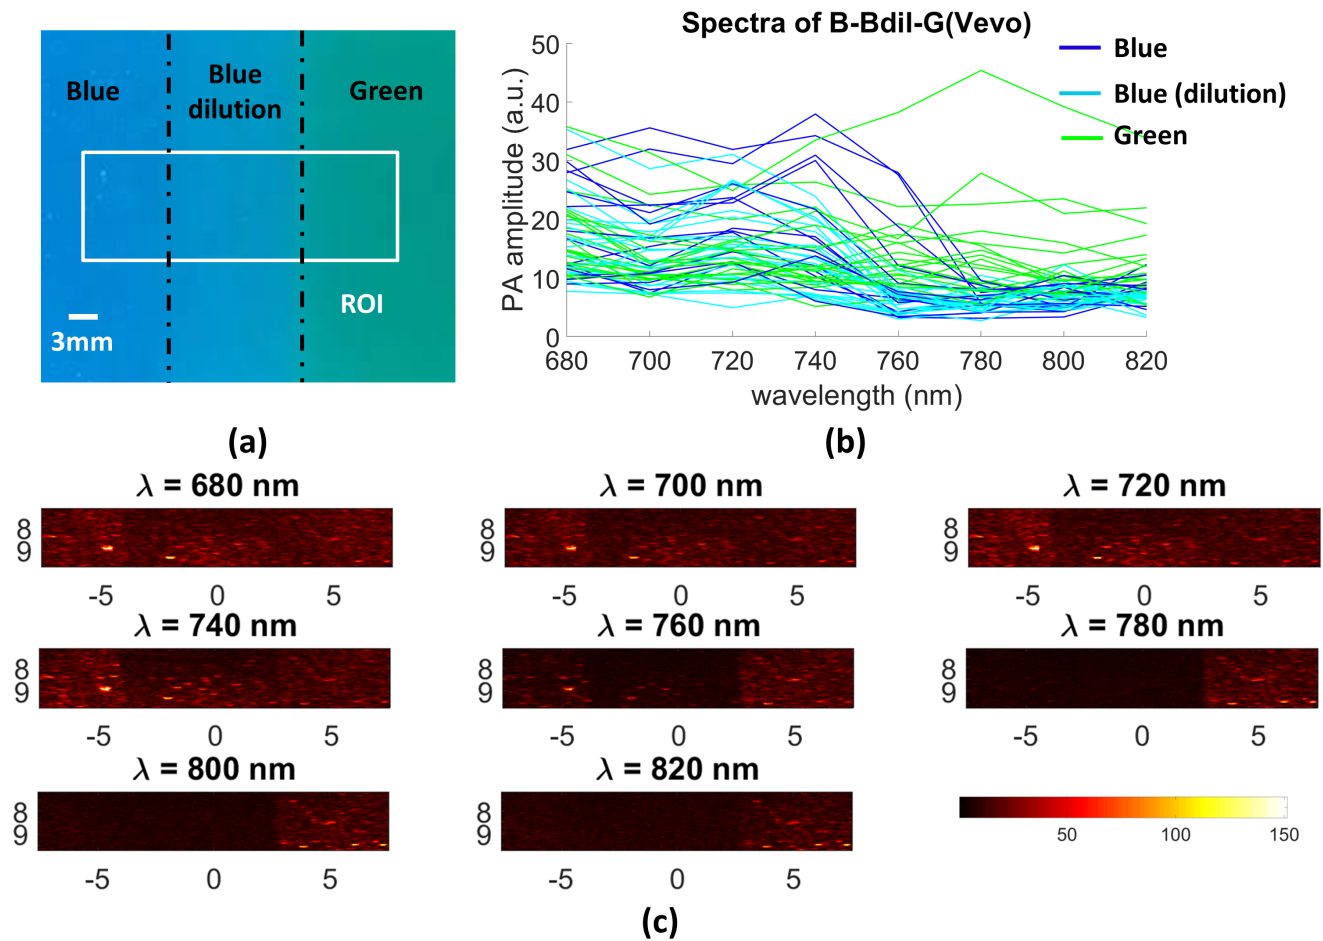 Blue
Blue
dilution
Green
ROI
3mm
(a)
Spectra of B-Bdil-G(Vevo)
Blue
Blue (dilution)
Green
PA amplitude (a.u.)
50
40
30
20
10
0
680 700 720 740 760 780 800 820
wavelength (nm)
(b)
λ = 680 nm
8
9
-5 0 5
λ = 700 nm
8
9
-5 0 5
λ = 720 nm
8
9
-5 0 5
λ = 740 nm
8
9
-5 0 5
λ = 760 nm
8
9
-5 0 5
λ = 780 nm
8
9
-5 0 5
λ = 800 nm
8
9
-5 0 5
λ = 820 nm
8
9
-5 0 5
50 100 150
(c)